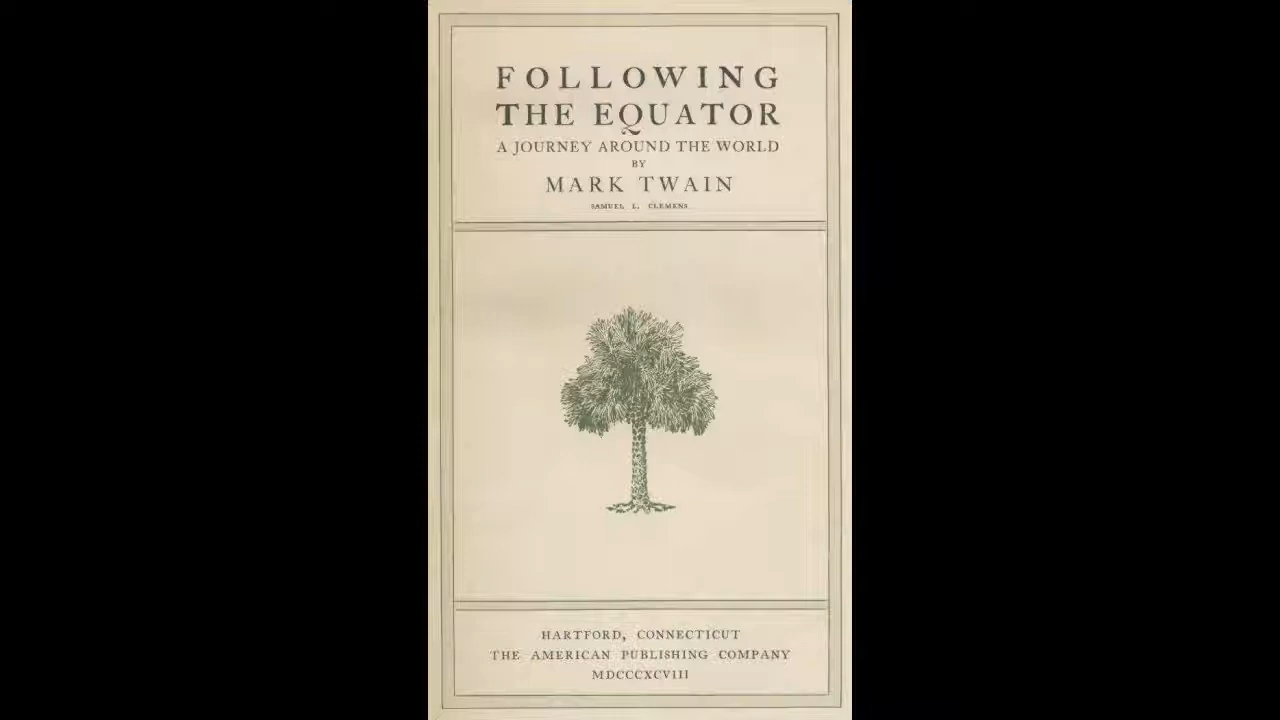 FOLLOWING
THE EQUATOR
A JOURNEY AROUND THE WORLD
BY
MARK TWAIN
SAMUEL L. CLEMENS
HARTFORD, CONNECTICUT
THE AMERICAN PUBLISHING COMPANY
MDCCCXCVIII